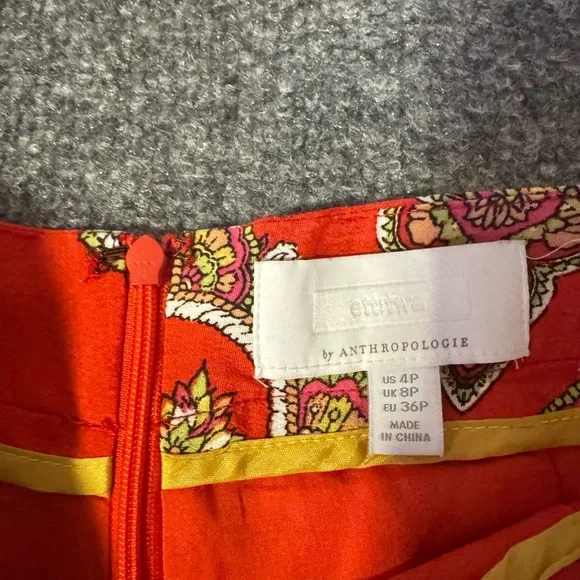 by ANTHROPOLOGIE
US 4P
UK 8P
EU 36P
MADE
IN CHINA